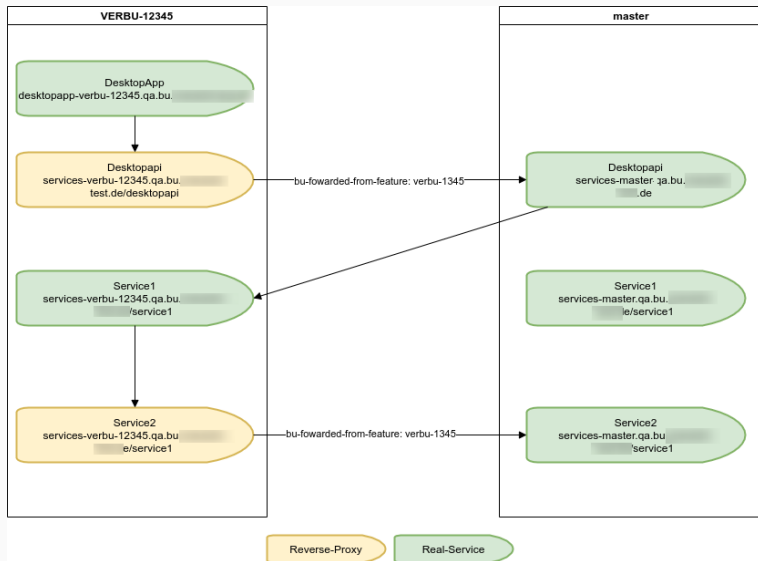 VERBU-12345
master
DesktopApp
desktopapp-verbu-12345.qa.bu.
Desktopapi
services-verbu-12345.qa.bu.
test.de/desktopapi
bu-fowarded-from-feature: verbu-1345
Desktopapi
services-master qa.bu.
.de
Service1
services-verbu-12345.qa.bu.
/service1
Service1
services-master.qa.bu.
le/service1
Service2
services-verbu-12345.qa.bu
e/service1
bu-fowarded-from-feature: verbu-1345
Service2
services-master.qa.bu
/service1
Reverse-Proxy
Real-Service